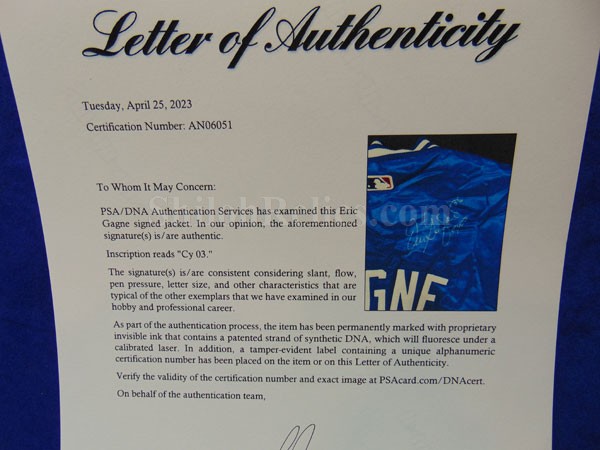 Letter of Authenticity
Tuesday, April 25, 2023
Certification Number: AN06051
To Whom It May Concern:
PSA/DNA Authentication Services has examined this Eric
Gagne signed jacket. In our opinion, the aforementioned
signature(s) is/are authentic.
Inscription reads "Cy 03."
The signature(s) is/are consistent considering slant, flow,
pen pressure, letter size, and other characteristics that are
typical of the other exemplars that we have examined in our
hobby and professional career.
GNE
As part of the authentication process, the item has been permanently marked with proprietary
invisible ink that contains a patented strand of synthetic DNA, which will fluoresce under a
calibrated laser. In addition, a tamper-evident label containing a unique alphanumeric
certification number has been placed on the item or on this Letter of Authenticity.
Verify the validity of the certification number and exact image at PSAcard.com/DNAcert.
On behalf of the authentication team,